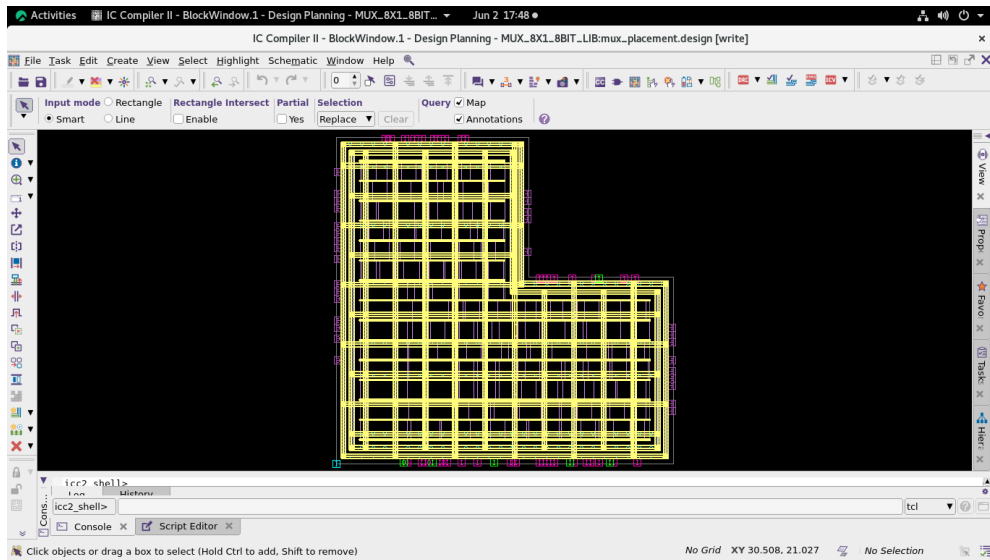 Activities
IC Compiler II - BlockWindow.1 - Design Planning - MUX_8X1_8BIT...
Jun 2 17:48
IC Compiler II - BlockWindow.1 - Design Planning - MUX_8X1_8BIT_LIB:mux_placement.design [write]
File Task Edit Create View Select Highlight Schematic Window Help
0
Input mode Rectangle Rectangle Intersect Partial Selection Query Map
Smart Line Enable Yes Replace Clear Annotations
View
Prop
Favo
Task
Hier
icc2_shell>
Log History
icc2_shell> tcl
Cons...
Console Script Editor
Click objects or drag a box to select (Hold Ctrl to add, Shift to remove) No Grid XY 30.508, 21.027 No Selection